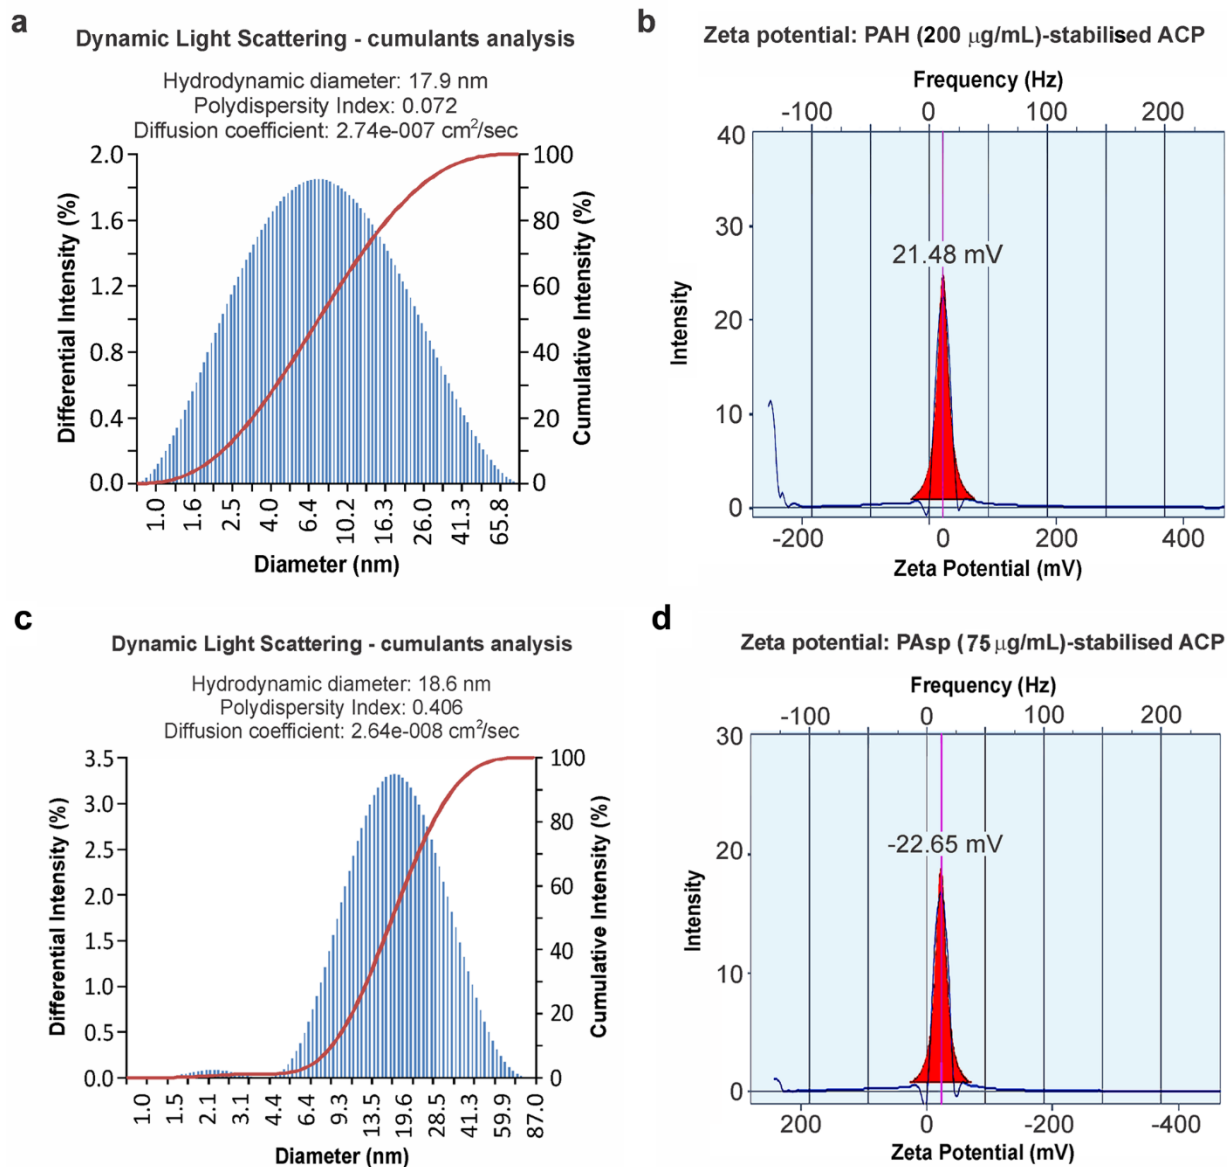 a
Dynamic Light Scattering - cumulants analysis
Hydrodynamic diameter: 17.9 nm
Polydispersity Index: 0.072
Diffusion coefficient: 2.74e-007 cm²/sec
Differential Intensity (%)
2.0
1.6
1.2
0.8
0.4
0.0
100
80
60
40
20
0
Cumulative Intensity (%)
1.0 1.6 2.5 4.0 6.4 10.2 16.3 26.0 41.3 65.8
Diameter (nm)
b
Zeta potential: PAH (200 µg/mL)-stabilised ACP
Frequency (Hz)
-100 0 100 200
Intensity
40
30
20
10
0
21.48 mV
-200 0 200 400
Zeta Potential (mV)
c
Dynamic Light Scattering - cumulants analysis
Hydrodynamic diameter: 18.6 nm
Polydispersity Index: 0.406
Diffusion coefficient: 2.64e-008 cm²/sec
Differential Intensity (%)
3.5
3.0
2.5
2.0
1.5
1.0
0.5
0.0
100
80
60
40
20
0
Cumulative Intensity (%)
1.0 1.5 2.1 3.1 4.4 6.4 9.3 13.5 19.6 28.5 41.3 59.9 87.0
Diameter (nm)
d
Zeta potential: PAsp (75 µg/mL)-stabilised ACP
Frequency (Hz)
-100 0 100 200
Intensity
30
20
10
0
-22.65 mV
200 0 -200 -400
Zeta Potential (mV)